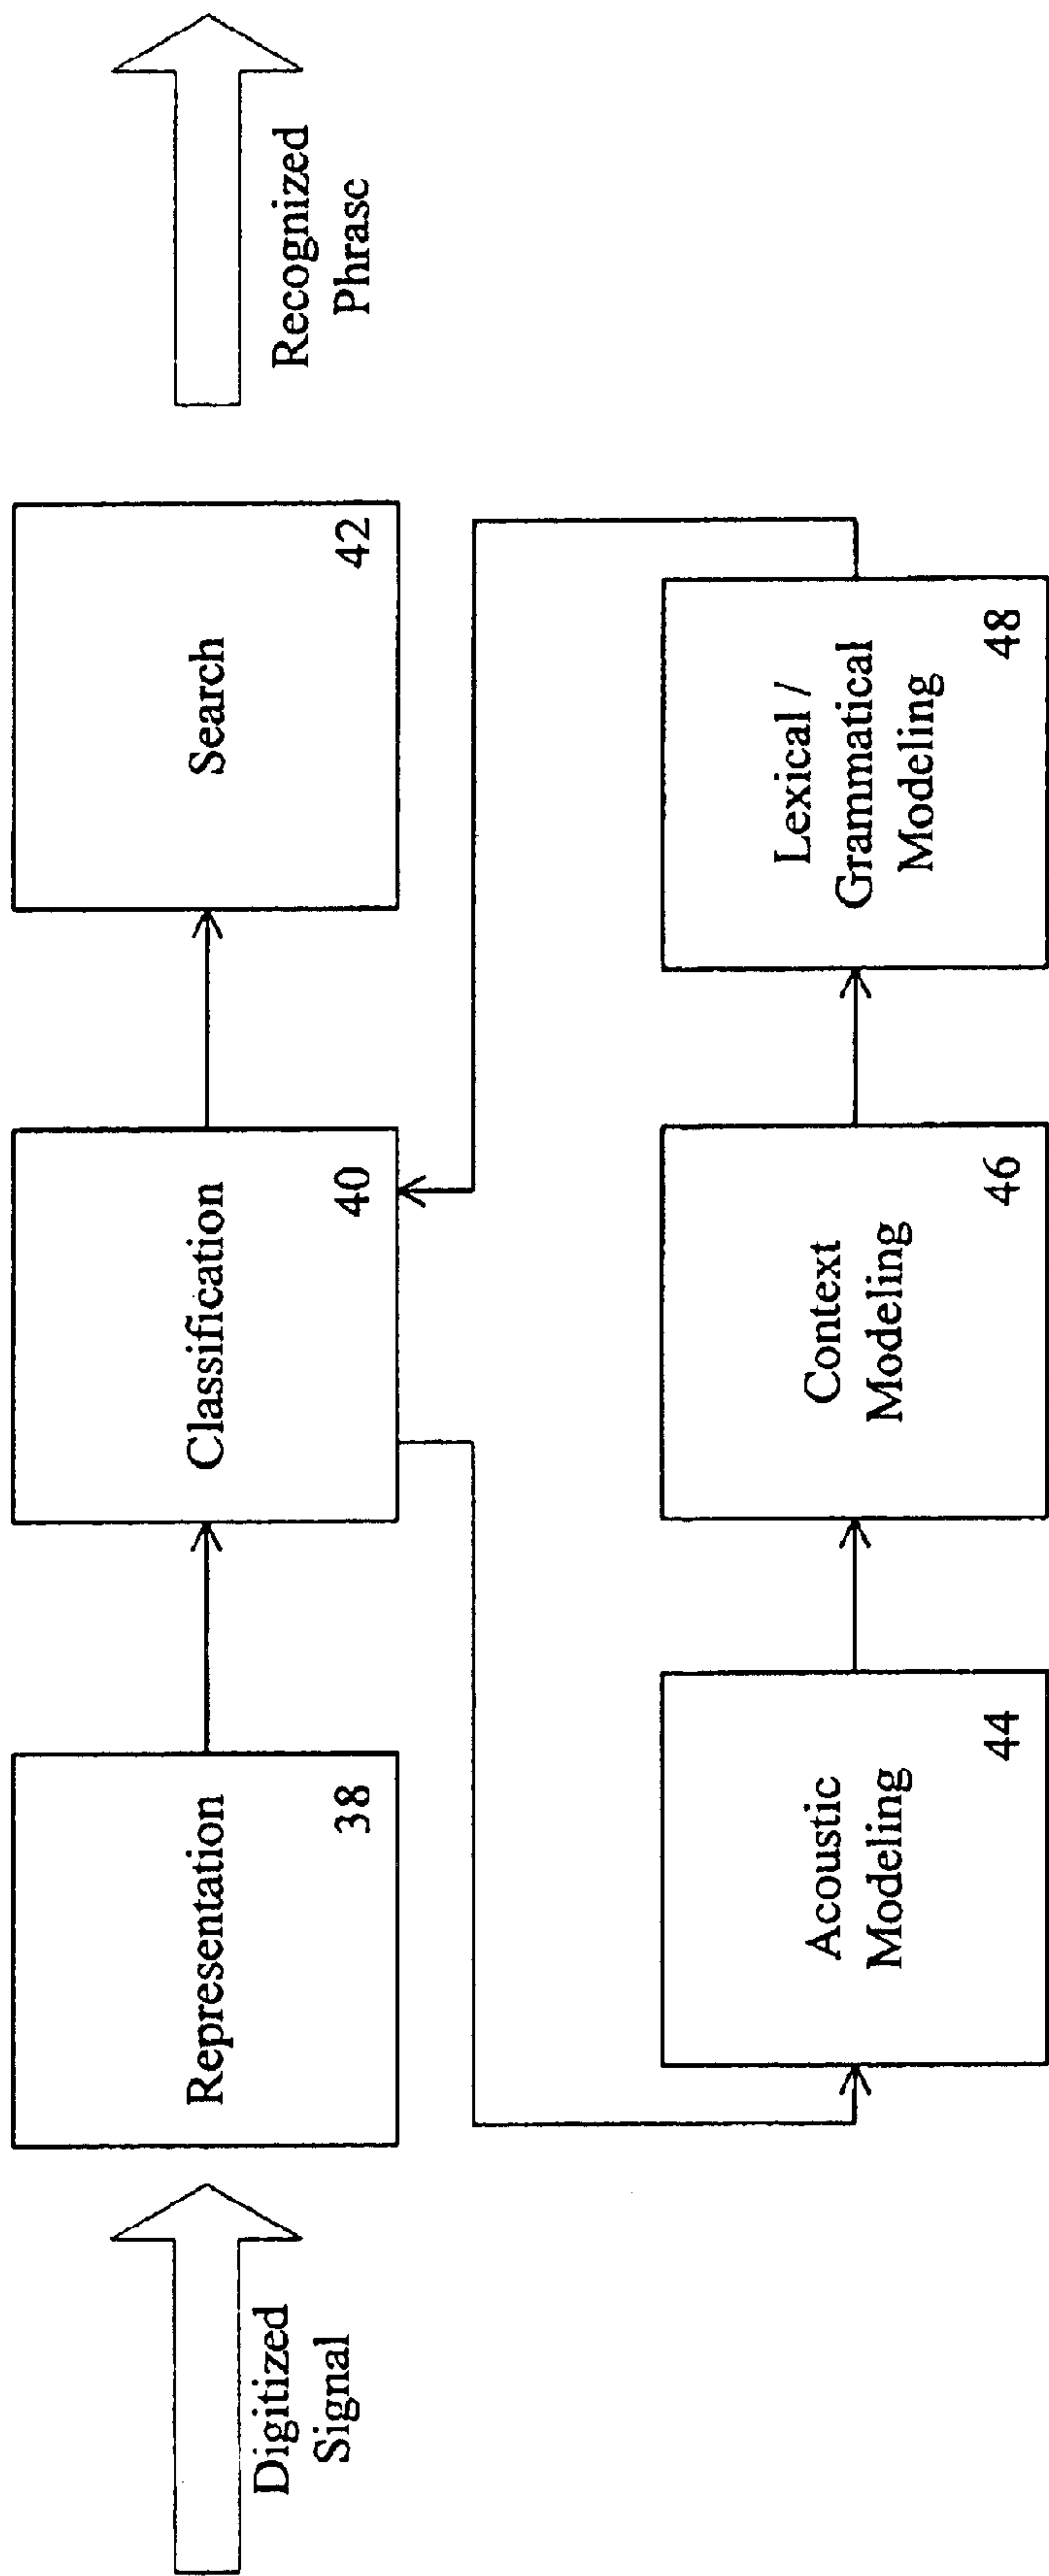 Digitized
Signal
Representation
38
Classification
40
Search
42
Recognized
Phrase
Acoustic
Modeling
44
Context
Modeling
46
Lexical /
Grammatical
Modeling
48